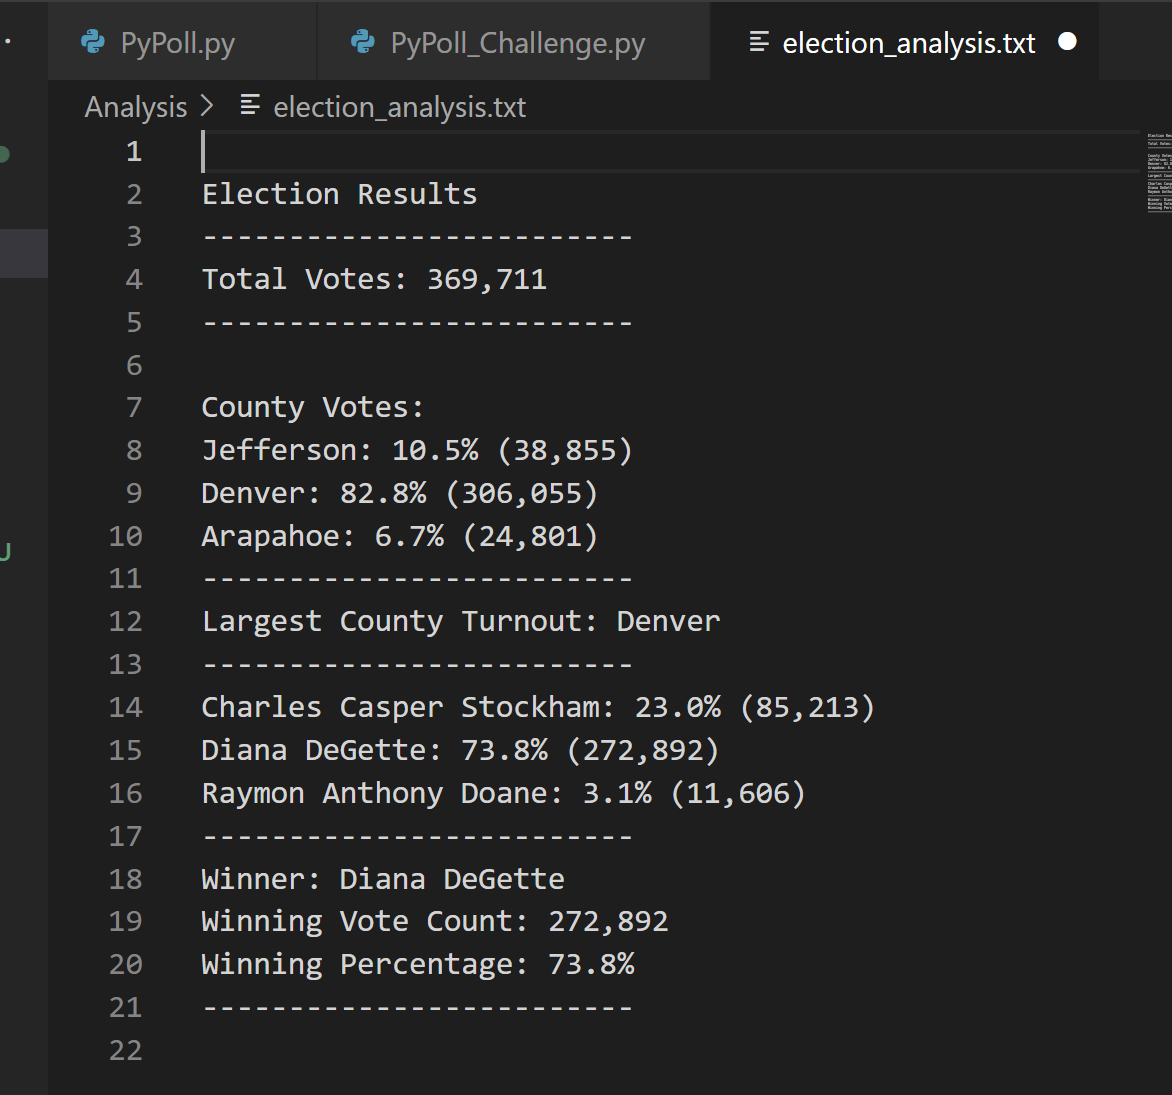 PyPoll.py PyPoll_Challenge.py election_analysis.txt
Analysis > election_analysis.txt
1
2 Election Results
3 -------------------------
4 Total Votes: 369,711
5 -------------------------
6
7 County Votes:
8 Jefferson: 10.5% (38,855)
9 Denver: 82.8% (306,055)
10 Arapahoe: 6.7% (24,801)
11 -------------------------
12 Largest County Turnout: Denver
13 -------------------------
14 Charles Casper Stockham: 23.0% (85,213)
15 Diana DeGette: 73.8% (272,892)
16 Raymon Anthony Doane: 3.1% (11,606)
17 -------------------------
18 Winner: Diana DeGette
19 Winning Vote Count: 272,892
20 Winning Percentage: 73.8%
21 -------------------------
22